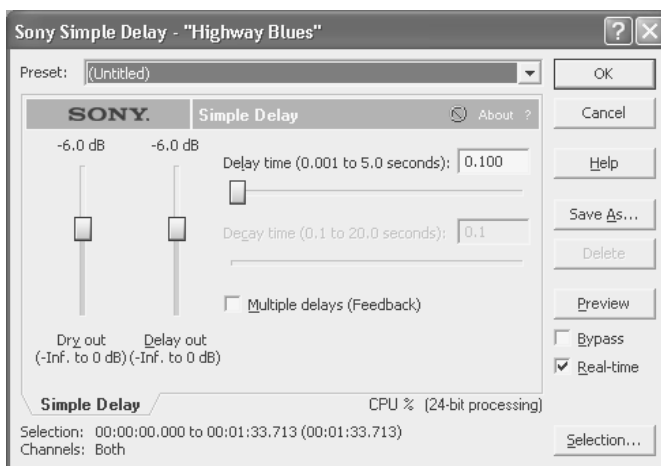 Sony Simple Delay - "Highway Blues"
Preset: (Untitled)
OK
Cancel
Help
Save As...
Delete
Preview
Bypass
Real-time
Selection...
SONY. Simple Delay About ?
-6.0 dB -6.0 dB
Delay time (0.001 to 5.0 seconds): 0.100
Decay time (0.1 to 20.0 seconds): 0.1
Multiple delays (Feedback)
Dry out Delay out
(-Inf. to 0 dB) (-Inf. to 0 dB)
Simple Delay CPU % (24-bit processing)
Selection: 00:00:00.000 to 00:01:33.713 (00:01:33.713)
Channels: Both